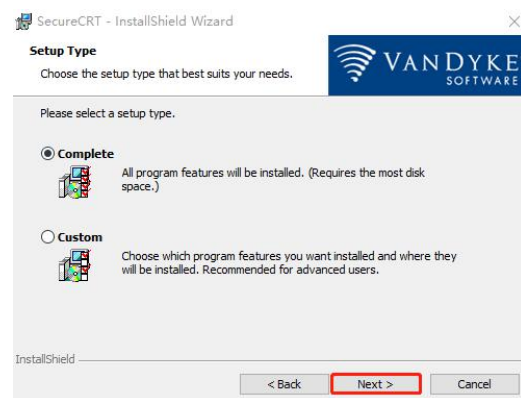 SecureCRT - InstallShield Wizard
Setup Type
Choose the setup type that best suits your needs.
VANDYKE
SOFTWARE
Please select a setup type.
Complete
All program features will be installed. (Requires the most disk
space.)
Custom
Choose which program features you want installed and where they
will be installed. Recommended for advanced users.
InstallShield
< Back Next > Cancel